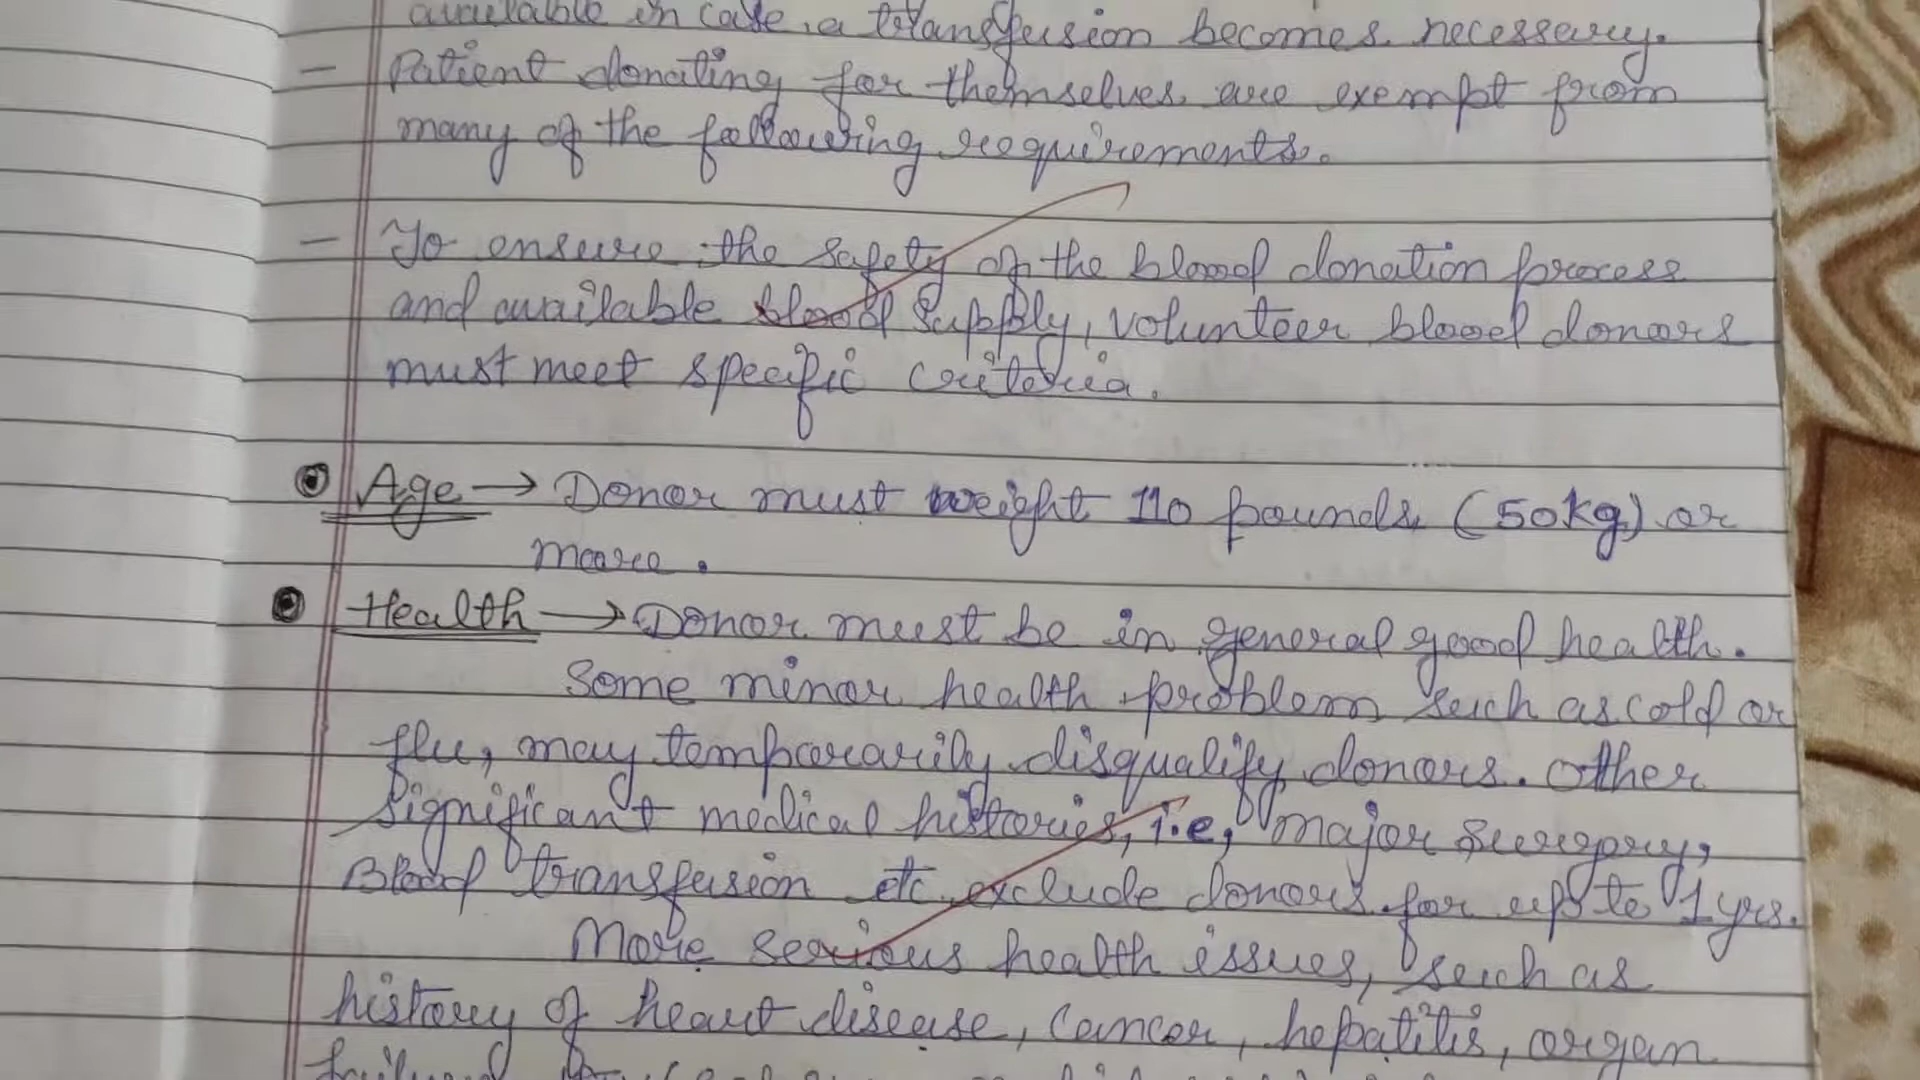 available in case a transfusion becomes necessary.
- Patient donating for themselves are exempt from
many of the following requirements.
- To ensure the safety of the blood donation process
and available blood supply, volunteer blood donors
must meet specific criteria.
Age → Donor must weight 110 pounds (50kg) or
more.
Health → Donor must be in general good health.
Some minor health problem such as cold or
flu, may temporarily disqualify donors. Other
significant medical histories, i.e, major surgery,
Blood transfusion etc exclude donors for up to 1 yrs.
More serious health issues, such as
history of heart disease, cancer, hepatitis, organ